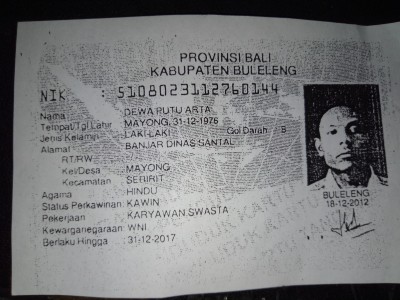 PROVINSI BALI
KABUPATEN BULELENG
NIK : 5108023112760144
Nama : DEWA PUTU ARTA
Tempat/Tgl Lahir : MAYONG, 31-12-1976
Jenis Kelamin : LAKI-LAKI Gol Darah : B
Alamat : BANJAR DINAS SANTAL
RT/RW :
Kel/Desa : MAYONG
Kecamatan : SERIRIT
Agama : HINDU
Status Perkawinan: KAWIN
Pekerjaan : KARYAWAN SWASTA
Kewarganegaraan: WNI
Berlaku Hingga : 31-12-2017
BULELENG
18-12-2012